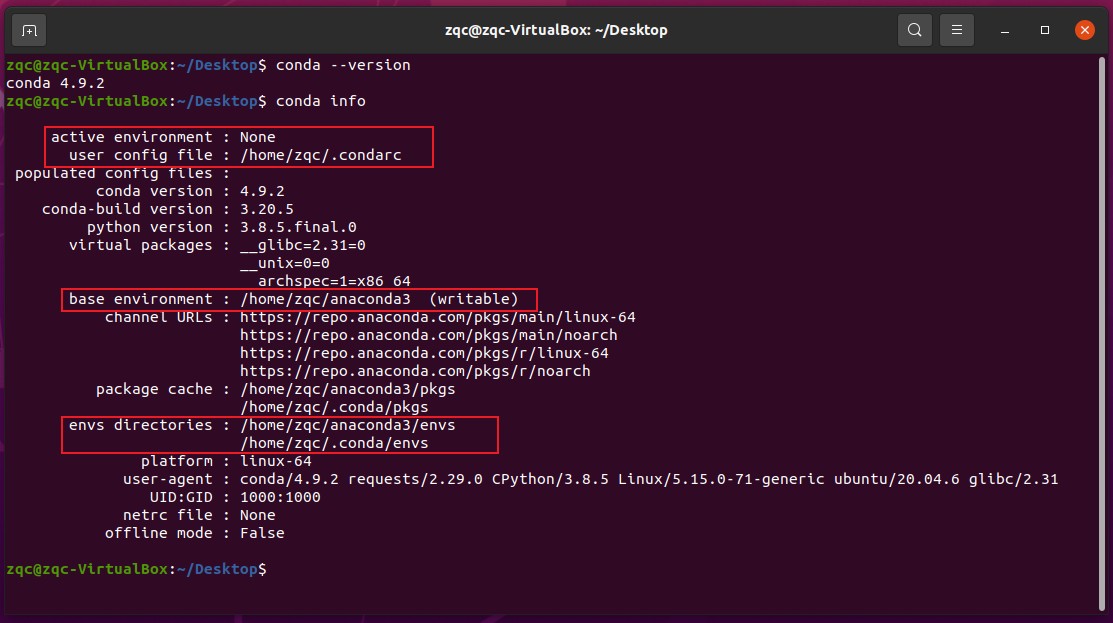 zqc@zqc-VirtualBox: ~/Desktop
zqc@zqc-VirtualBox:~/Desktop$ conda --version
conda 4.9.2
zqc@zqc-VirtualBox:~/Desktop$ conda info
active environment : None
user config file : /home/zqc/.condarc
populated config files :
conda version : 4.9.2
conda-build version : 3.20.5
python version : 3.8.5.final.0
virtual packages : __glibc=2.31=0
__unix=0=0
__archspec=1=x86_64
base environment : /home/zqc/anaconda3  (writable)
channel URLs : https://repo.anaconda.com/pkgs/main/linux-64
https://repo.anaconda.com/pkgs/main/noarch
https://repo.anaconda.com/pkgs/r/linux-64
https://repo.anaconda.com/pkgs/r/noarch
package cache : /home/zqc/anaconda3/pkgs
/home/zqc/.conda/pkgs
envs directories : /home/zqc/anaconda3/envs
/home/zqc/.conda/envs
platform : linux-64
user-agent : conda/4.9.2 requests/2.29.0 CPython/3.8.5 Linux/5.15.0-71-generic ubuntu/20.04.6 glibc/2.31
UID:GID : 1000:1000
netrc file : None
offline mode : False
zqc@zqc-VirtualBox:~/Desktop$